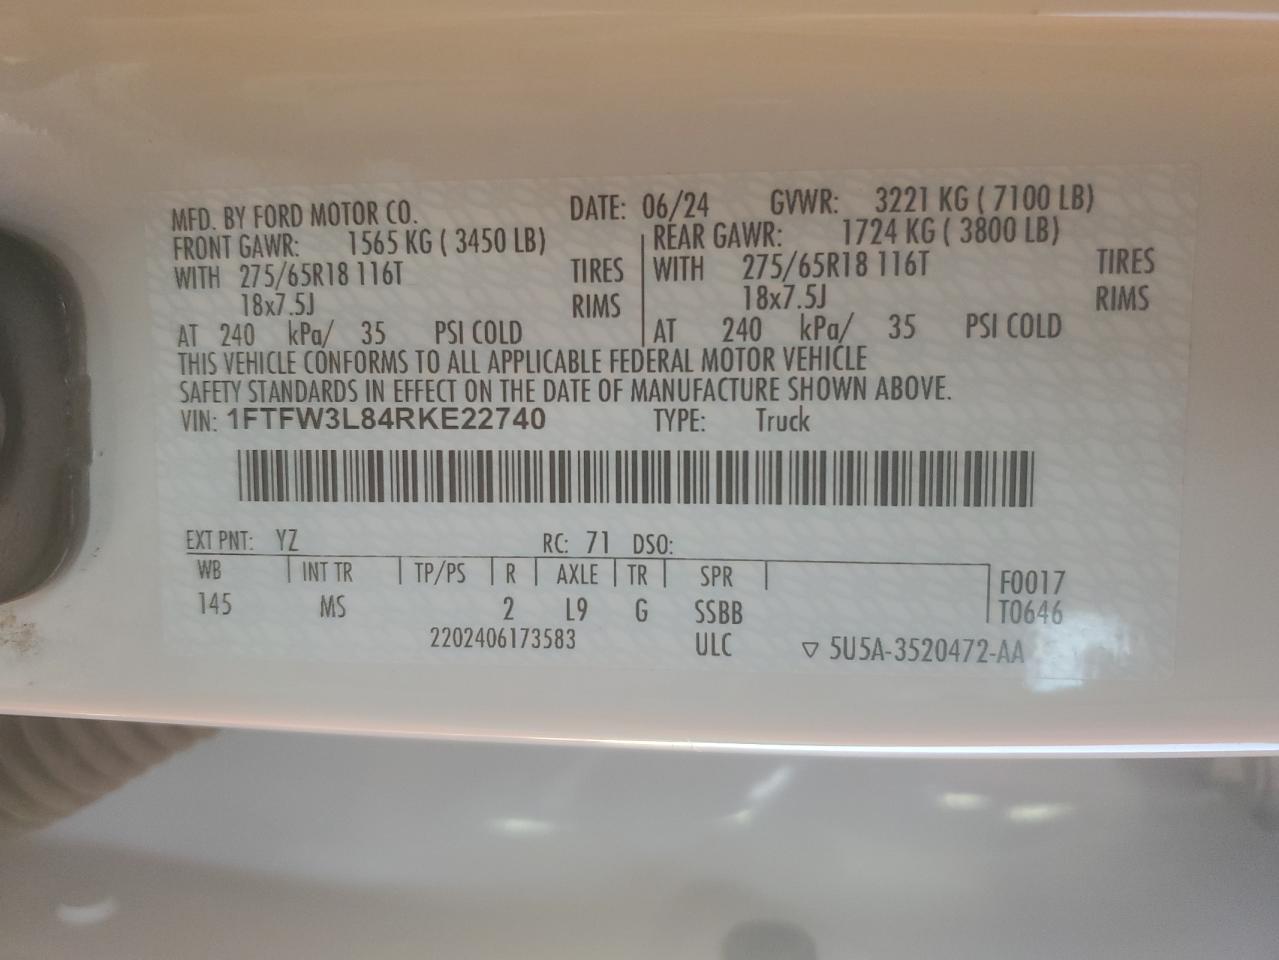 MFD. BY FORD MOTOR CO. DATE: 06/24 GVWR: 3221 KG ( 7100 LB)
FRONT GAWR: 1565 KG ( 3450 LB) REAR GAWR: 1724 KG ( 3800 LB)
WITH 275/65R18 116T TIRES WITH 275/65R18 116T TIRES
18x7.5J RIMS 18x7.5J RIMS
AT 240 kPa/ 35 PSI COLD AT 240 kPa/ 35 PSI COLD
THIS VEHICLE CONFORMS TO ALL APPLICABLE FEDERAL MOTOR VEHICLE
SAFETY STANDARDS IN EFFECT ON THE DATE OF MANUFACTURE SHOWN ABOVE.
VIN: 1FTFW3L84RKE22740 TYPE: Truck
EXT PNT: YZ RC: 71 DSO:
WB INT TR TP/PS R AXLE TR SPR F0017
145 MS 2 L9 G SSBB T0646
2202406173583 ULC ▽ 5U5A-3520472-AA